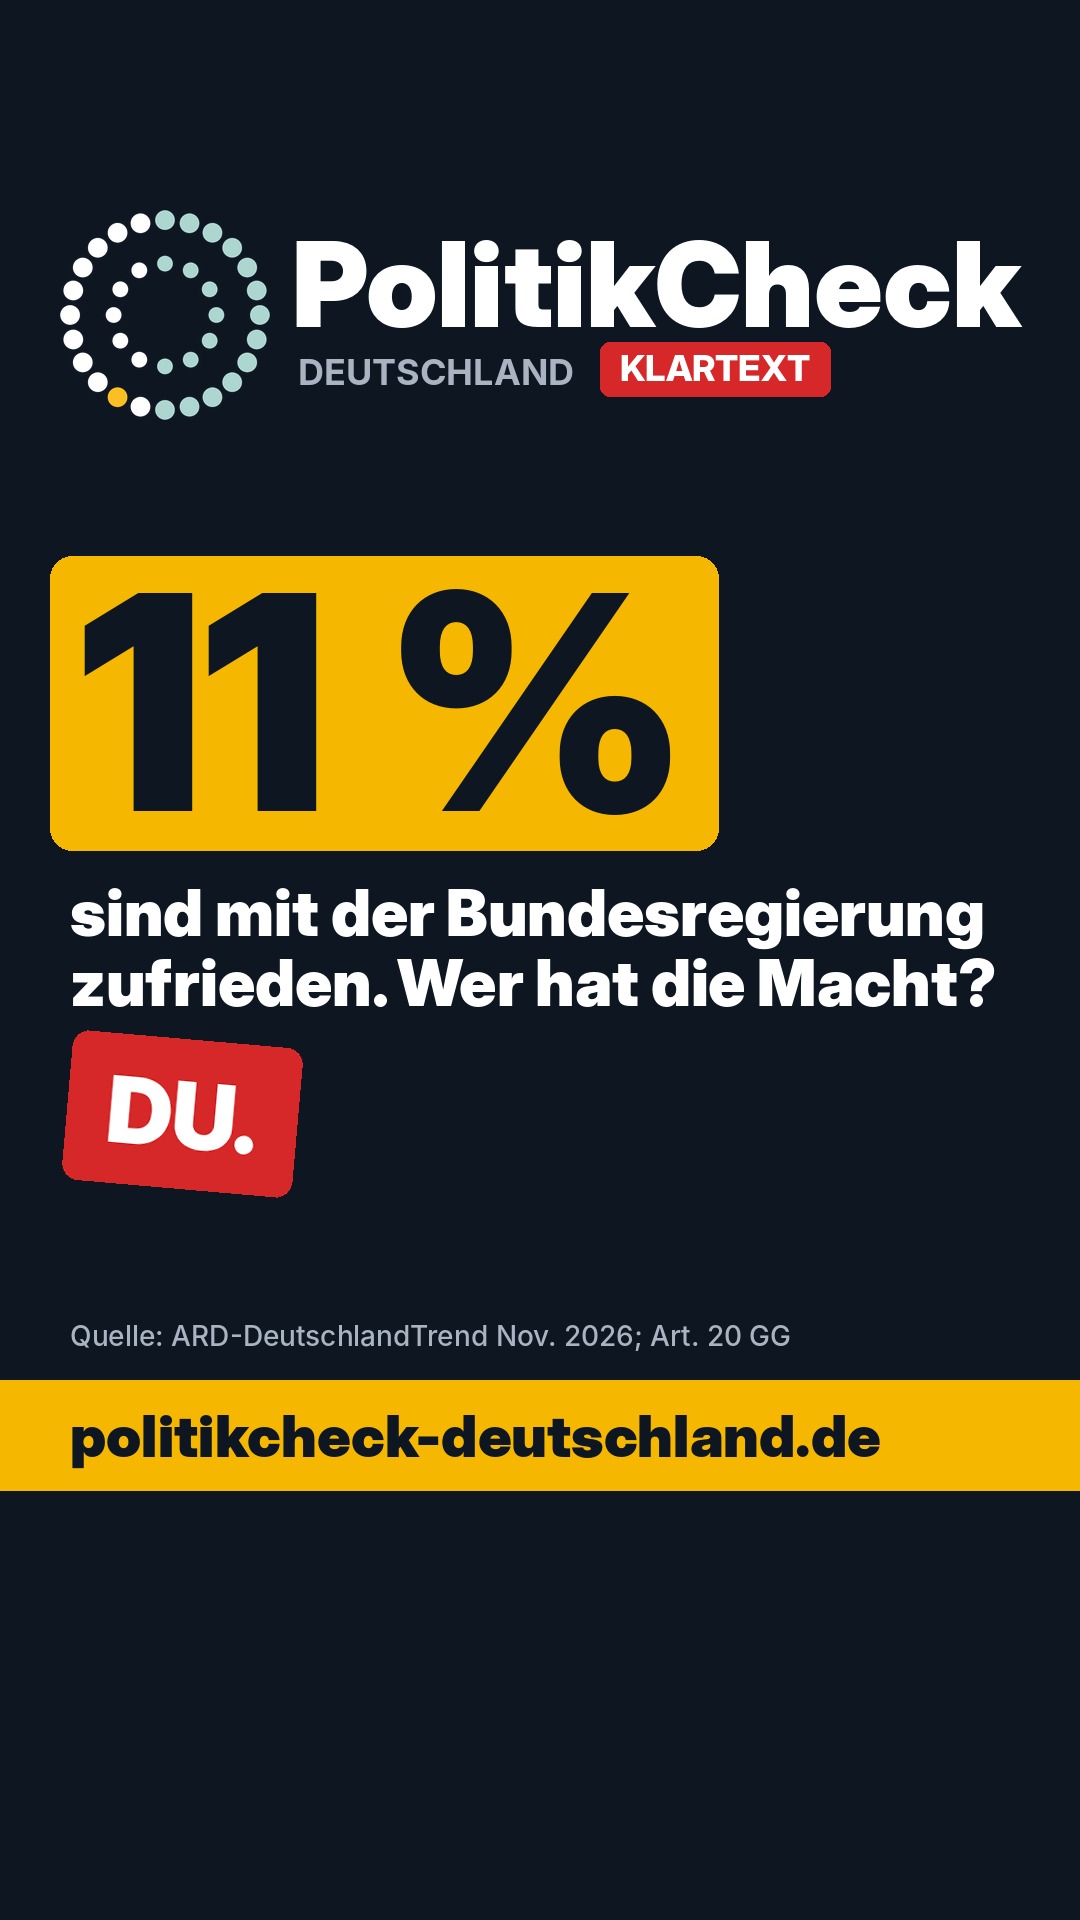 PolitikCheck
DEUTSCHLAND KLARTEXT
11 %
sind mit der Bundesregierung
zufrieden. Wer hat die Macht?
DU.
Quelle: ARD-DeutschlandTrend Nov. 2026; Art. 20 GG
politikcheck-deutschland.de